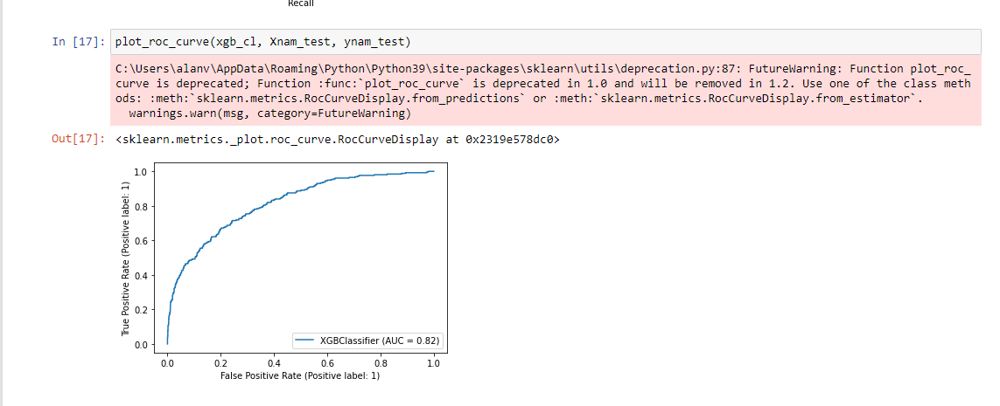 Recall
In [17]: plot_roc_curve(xgb_cl, Xnam_test, ynam_test)
C:\Users\alanv\AppData\Roaming\Python\Python39\site-packages\sklearn\utils\deprecation.py:87: FutureWarning: Function plot_roc_
curve is deprecated; Function :func:`plot_roc_curve` is deprecated in 1.0 and will be removed in 1.2. Use one of the class meth
ods: :meth:`sklearn.metrics.RocCurveDisplay.from_predictions` or :meth:`sklearn.metrics.RocCurveDisplay.from_estimator`.
warnings.warn(msg, category=FutureWarning)
Out[17]: <sklearn.metrics._plot.roc_curve.RocCurveDisplay at 0x2319e578dc0>
True Positive Rate (Positive label: 1)
1.0
0.8
0.6
0.4
0.2
0.0
XGBClassifier (AUC = 0.82)
0.0 0.2 0.4 0.6 0.8 1.0
False Positive Rate (Positive label: 1)